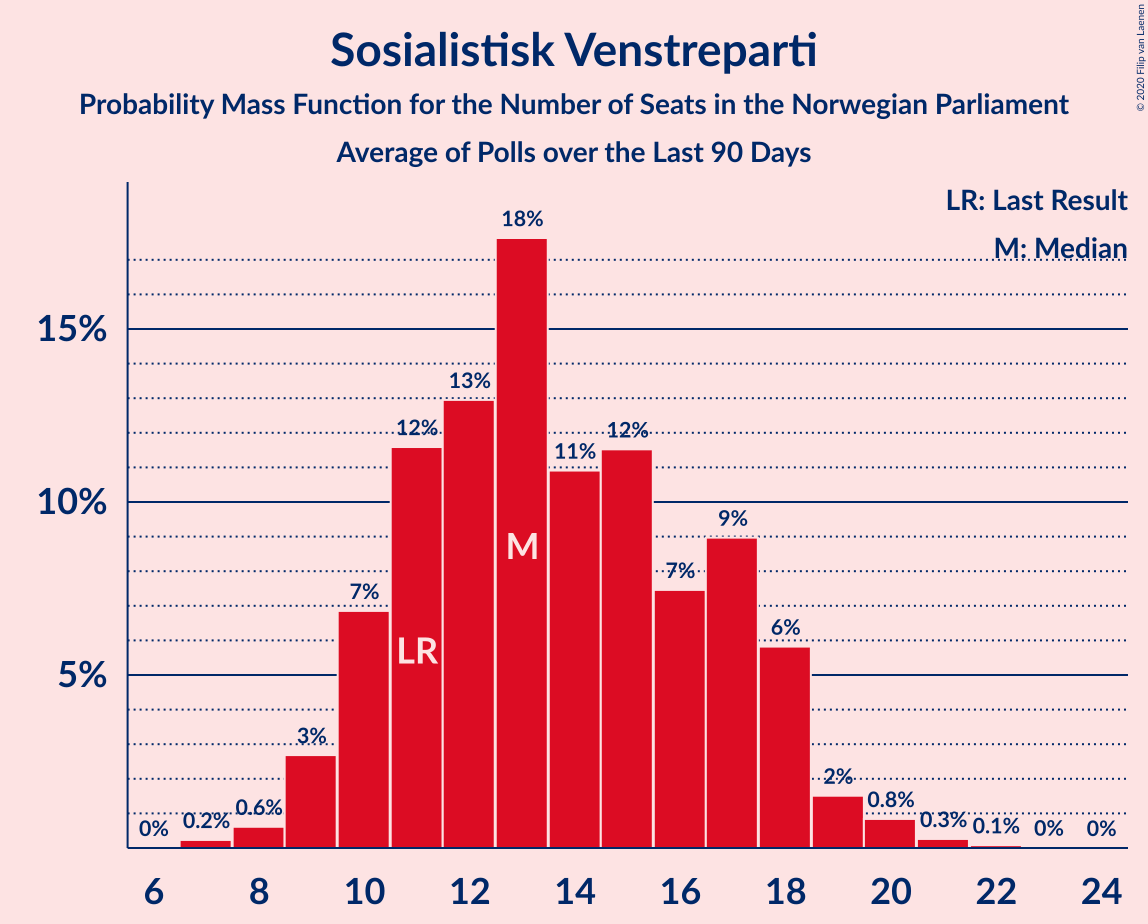 Sosialistisk Venstreparti
Probability Mass Function for the Number of Seats in the Norwegian Parliament
Average of Polls over the Last 90 Days
© 2020 Filip van Laenen
LR: Last Result
M: Median
15%
10%
5%
0%
0.2%
0.6%
3%
7%
12%
13%
18%
11%
12%
7%
9%
6%
2%
0.8%
0.3%
0.1%
0%
0%
LR
M
6 8 10 12 14 16 18 20 22 24